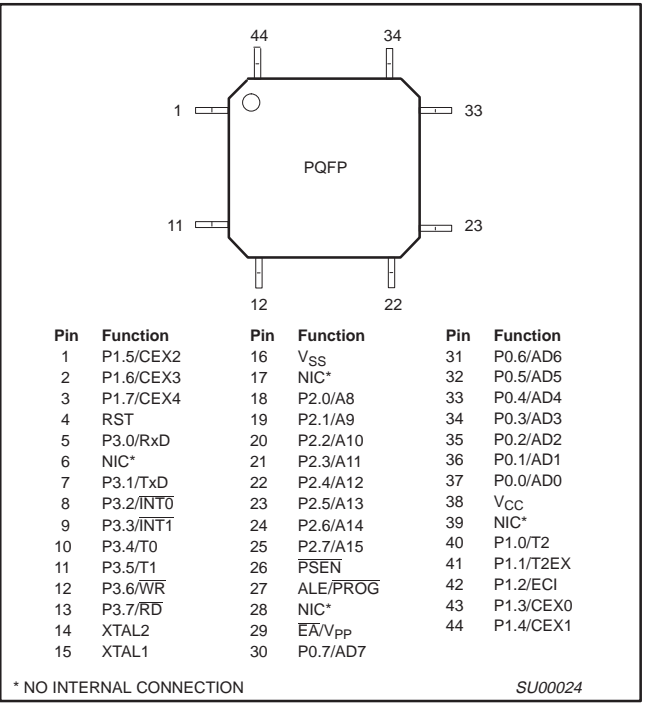 44 34
1 33
PQFP
11 23
12 22
Pin Function Pin Function Pin Function
1 P1.5/CEX2 16 VSS 31 P0.6/AD6
2 P1.6/CEX3 17 NIC* 32 P0.5/AD5
3 P1.7/CEX4 18 P2.0/A8 33 P0.4/AD4
4 RST 19 P2.1/A9 34 P0.3/AD3
5 P3.0/RxD 20 P2.2/A10 35 P0.2/AD2
6 NIC* 21 P2.3/A11 36 P0.1/AD1
7 P3.1/TxD 22 P2.4/A12 37 P0.0/AD0
8 P3.2/INT0 23 P2.5/A13 38 VCC
9 P3.3/INT1 24 P2.6/A14 39 NIC*
10 P3.4/T0 25 P2.7/A15 40 P1.0/T2
11 P3.5/T1 26 PSEN 41 P1.1/T2EX
12 P3.6/WR 27 ALE/PROG 42 P1.2/ECI
13 P3.7/RD 28 NIC* 43 P1.3/CEX0
14 XTAL2 29 EA/VPP 44 P1.4/CEX1
15 XTAL1 30 P0.7/AD7
* NO INTERNAL CONNECTION SU00024